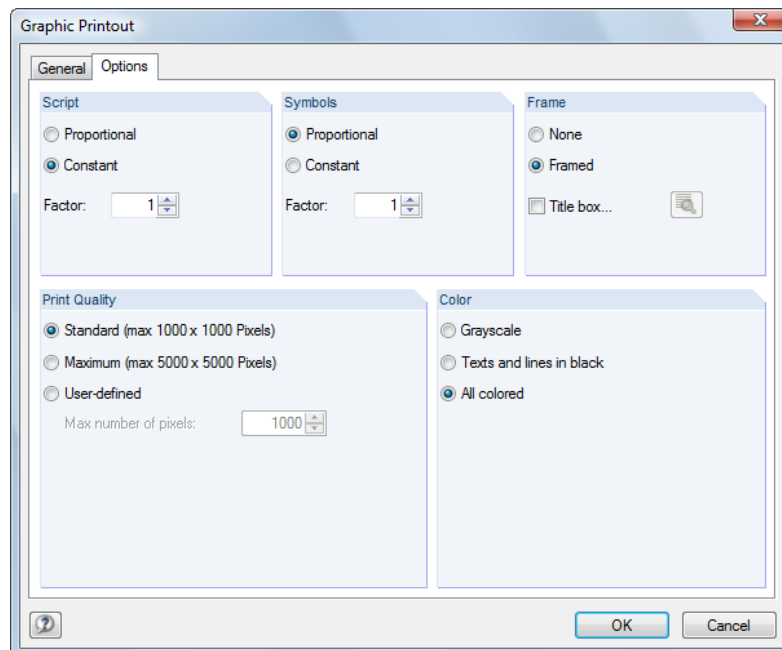 Graphic Printout
General
Options
Script
Proportional
Constant
Factor: 1
Symbols
Proportional
Constant
Factor: 1
Frame
None
Framed
Title box...
Print Quality
Standard (max 1000 x 1000 Pixels)
Maximum (max 5000 x 5000 Pixels)
User-defined
Max number of pixels: 1000
Color
Grayscale
Texts and lines in black
All colored
OK
Cancel